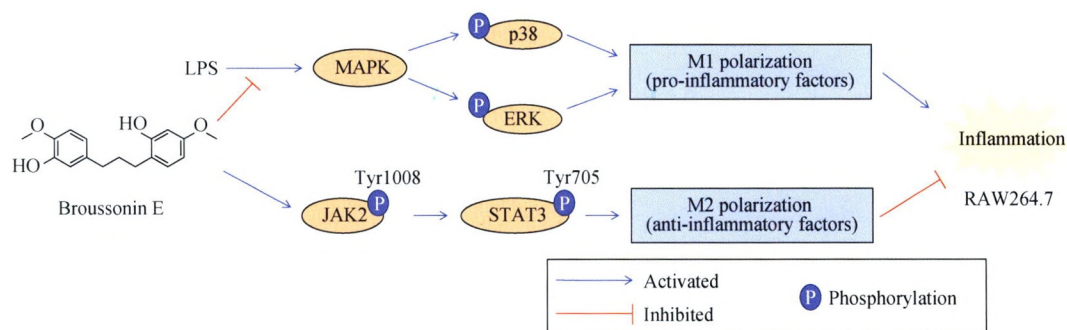 P
p38
LPS
MAPK
M1 polarization
(pro-inflammatory factors)
P
ERK
HO
O
O
HO
Inflammation
Broussonin E
Tyr1008
P
JAK2
Tyr705
P
STAT3
M2 polarization
(anti-inflammatory factors)
RAW264.7
Activated
P Phosphorylation
Inhibited